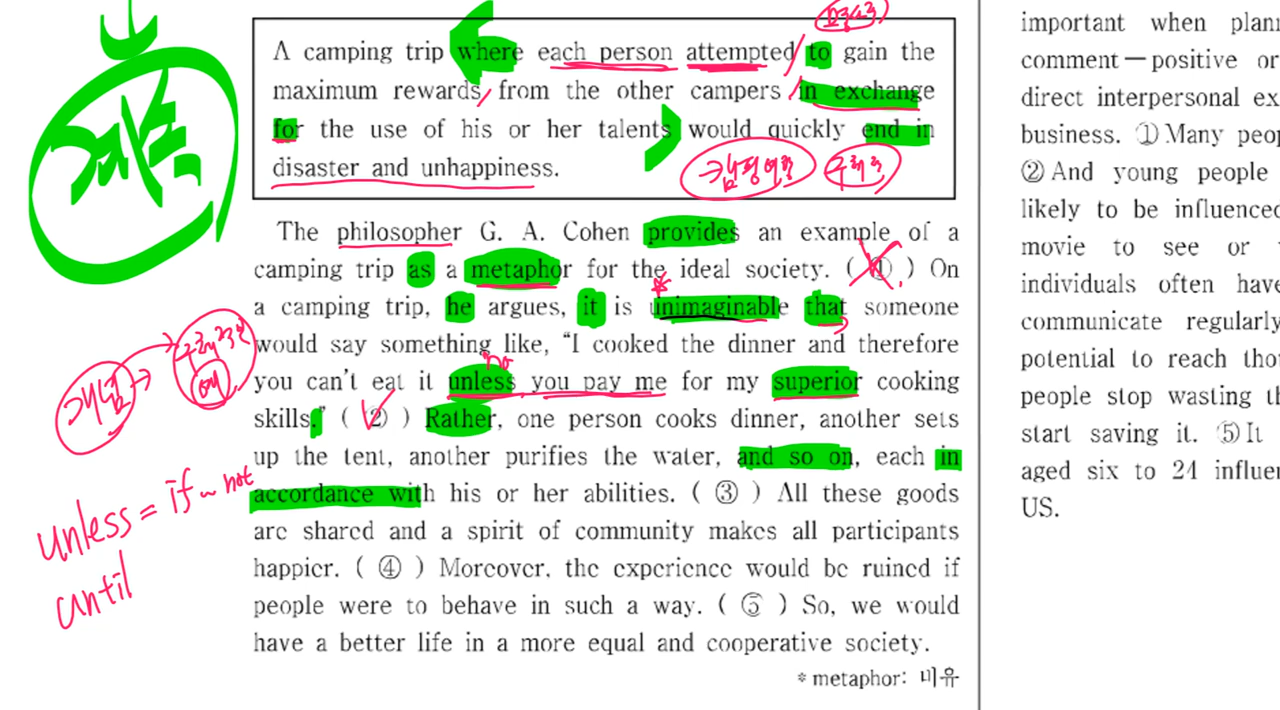 A camping trip where each person attempted to gain the
maximum rewards from the other campers in exchange
for the use of his or her talents would quickly end in
disaster and unhappiness.
The philosopher G. A. Cohen provides an example of a
camping trip as a metaphor for the ideal society. ( ① ) On
a camping trip, he argues, it is unimaginable that someone
would say something like, “I cooked the dinner and therefore
no
you can’t eat it unless you pay me for my superior cooking
skills.” ( ② ) Rather, one person cooks dinner, another sets
up the tent, another purifies the water, and so on, each in
accordance with his or her abilities. ( ③ ) All these goods
are shared and a spirit of community makes all participants
happier. ( ④ ) Moreover, the experience would be ruined if
people were to behave in such a way. ( ⑤ ) So, we would
have a better life in a more equal and cooperative society.
* metaphor: 비유
개념
예
unless = if ~ not
until
important when plann
comment — positive or
direct interpersonal ex
business. ① Many peop
② And young people
likely to be influenced
movie to see or
individuals often have
communicate regularly
potential to reach thou
people stop wasting th
start saving it. ⑤ It
aged six to 24 influen
US.